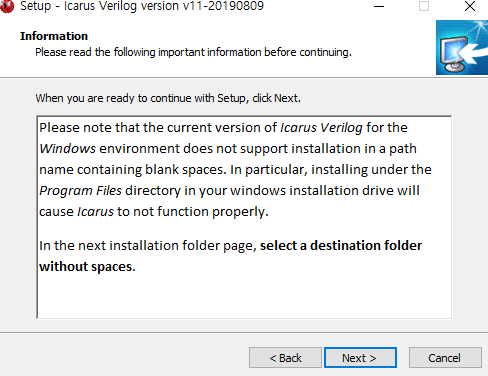 Setup - Icarus Verilog version v11-20190809
Information
Please read the following important information before continuing.
When you are ready to continue with Setup, click Next.
Please note that the current version of Icarus Verilog for the
Windows environment does not support installation in a path
name containing blank spaces. In particular, installing under the
Program Files directory in your windows installation drive will
cause Icarus to not function properly.
In the next installation folder page, select a destination folder
without spaces.
< Back
Next >
Cancel